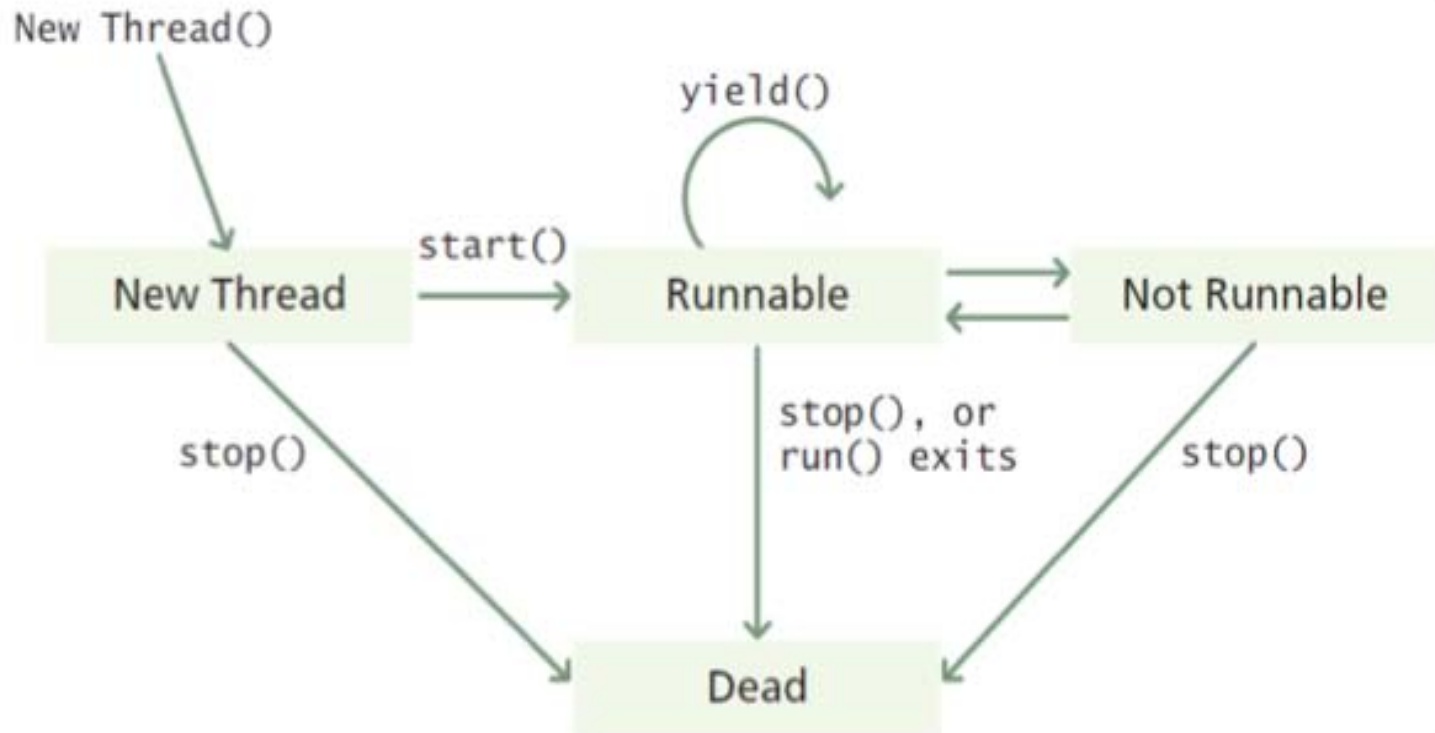 New Thread()
yield()
start()
New Thread
Runnable
Not Runnable
stop()
stop(), or
run() exits
stop()
Dead